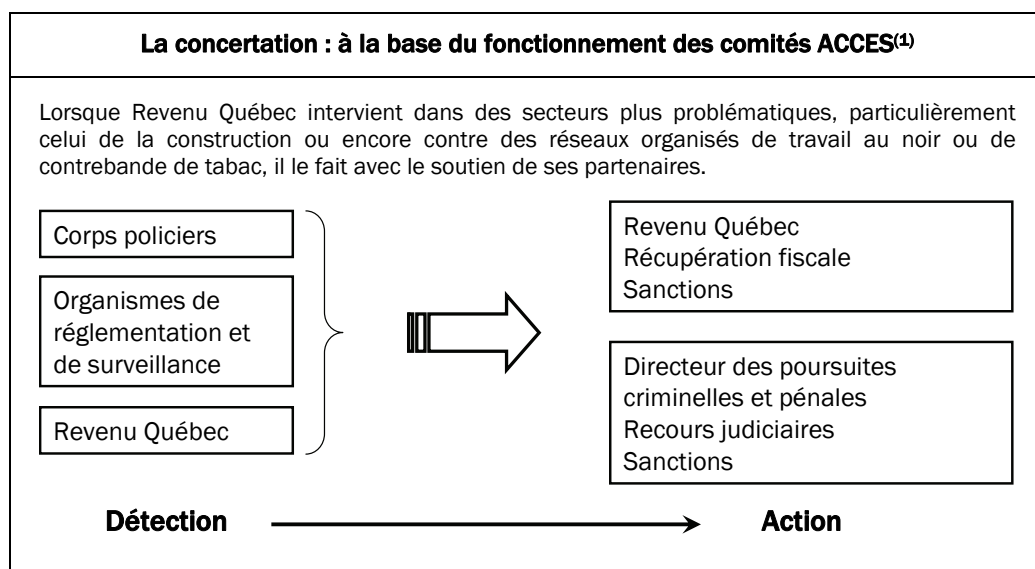 La concertation : à la base du fonctionnement des comités ACCES(1)
Lorsque Revenu Québec intervient dans des secteurs plus problématiques, particulièrement
celui de la construction ou encore contre des réseaux organisés de travail au noir ou de
contrebande de tabac, il le fait avec le soutien de ses partenaires.
Corps policiers
Organismes de
réglementation et
de surveillance
Revenu Québec
Revenu Québec
Récupération fiscale
Sanctions
Directeur des poursuites
criminelles et pénales
Recours judiciaires
Sanctions
Détection
Action